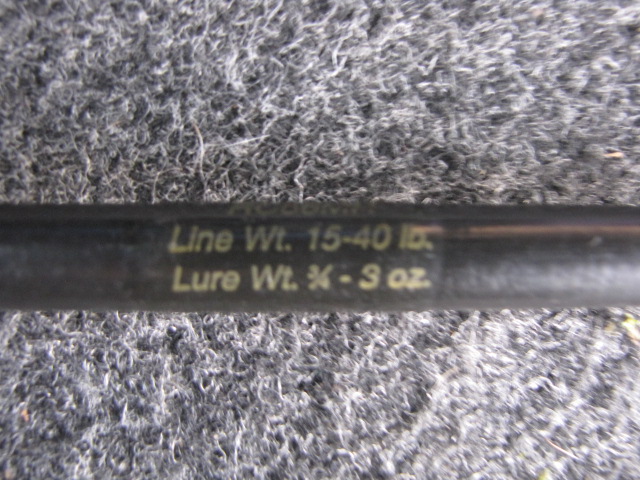 Line Wt. 15-40 lb.
Lure Wt. ¾ - 3 oz.